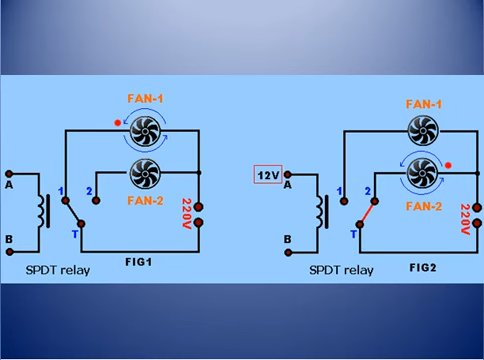 FAN-1
A
1
2
FAN-2
220V
B
T
FIG1
SPDT relay
FAN-1
12V
A
1
2
FAN-2
220V
B
T
FIG2
SPDT relay